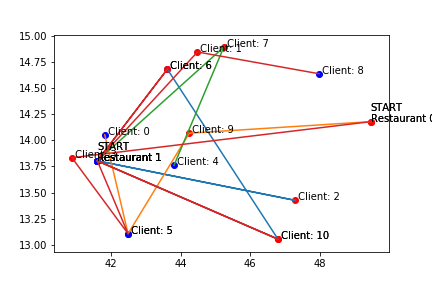 15.00
14.75
14.50
14.25
14.00
13.75
13.50
13.25
13.00
42
44
46
48
Client: 7
Client: 1
Client: 6
Client: 8
START
Restaurant 0
Client: 9
Client: 0
START
Restaurant 1
Client: 4
Client: 2
Client: 5
Client: 10